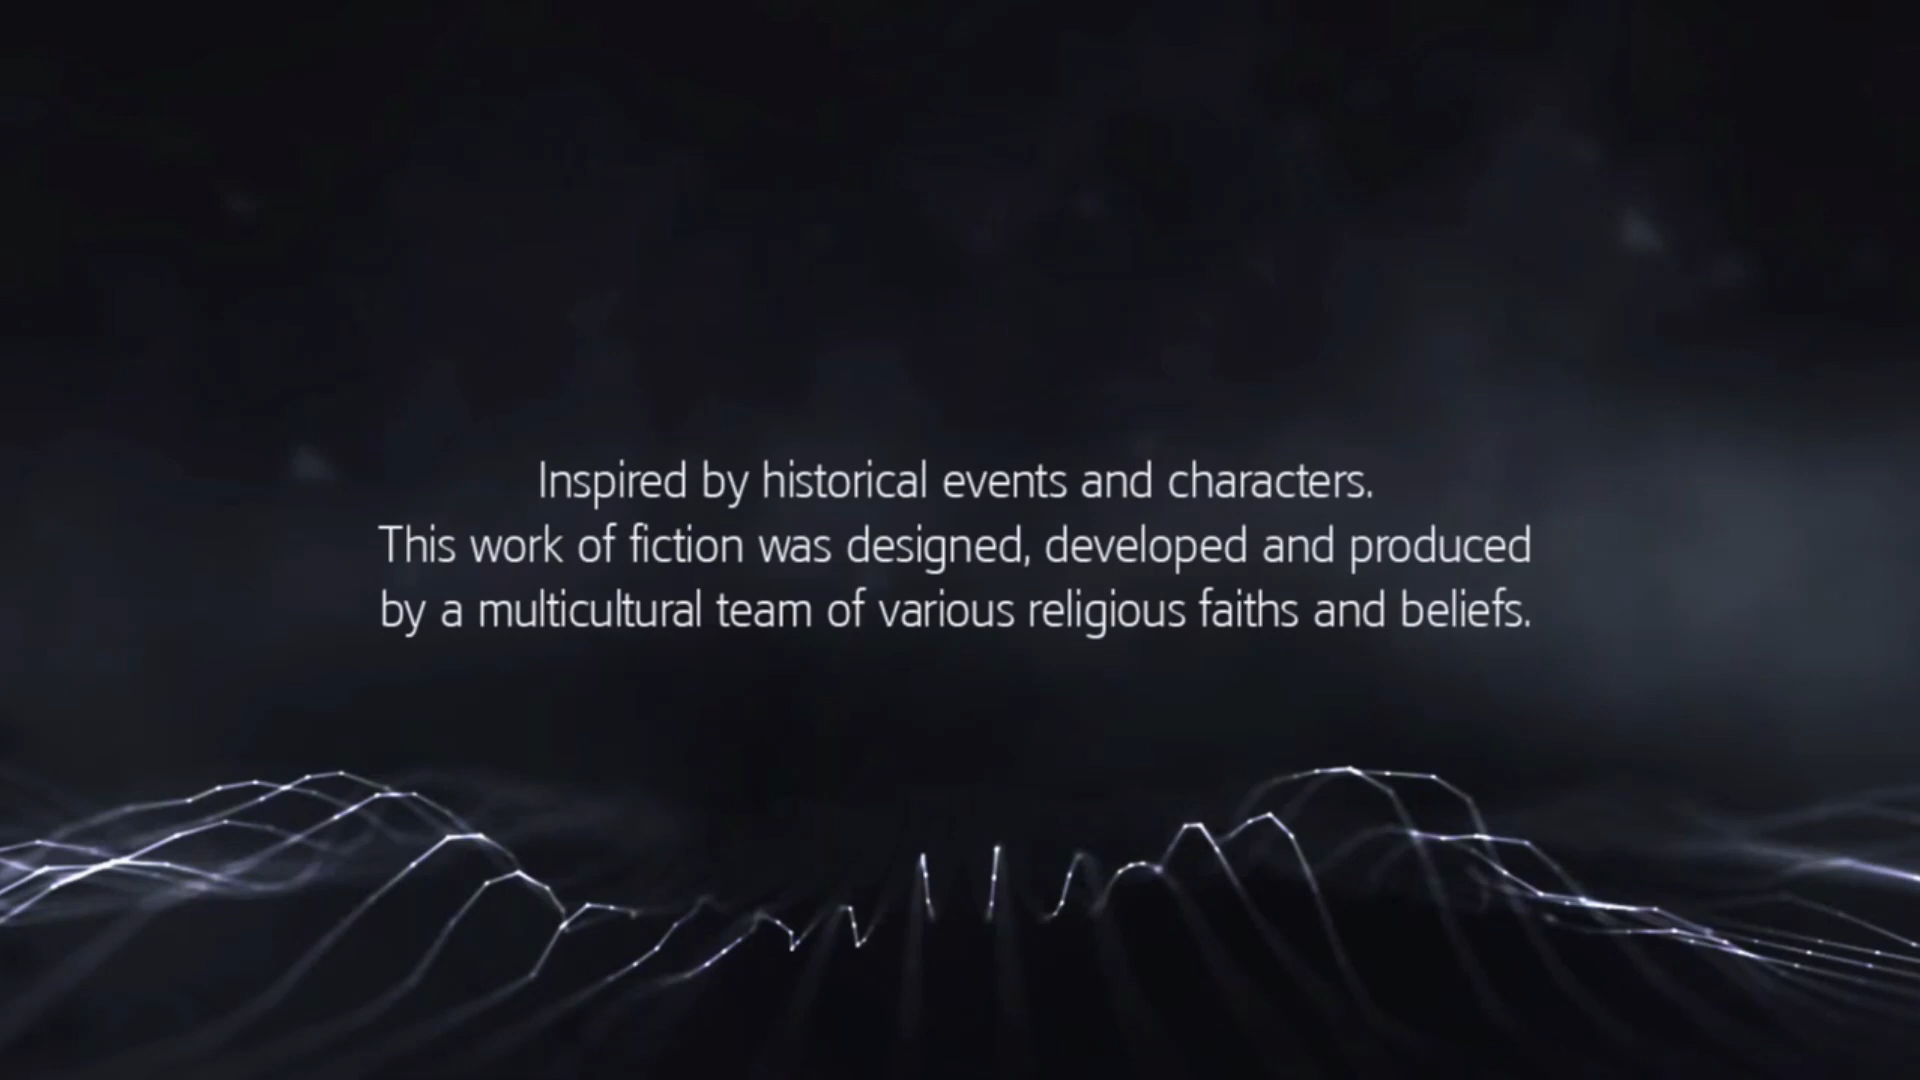 Inspired by historical events and characters.
This work of fiction was designed, developed and produced
by a multicultural team of various religious faiths and beliefs.